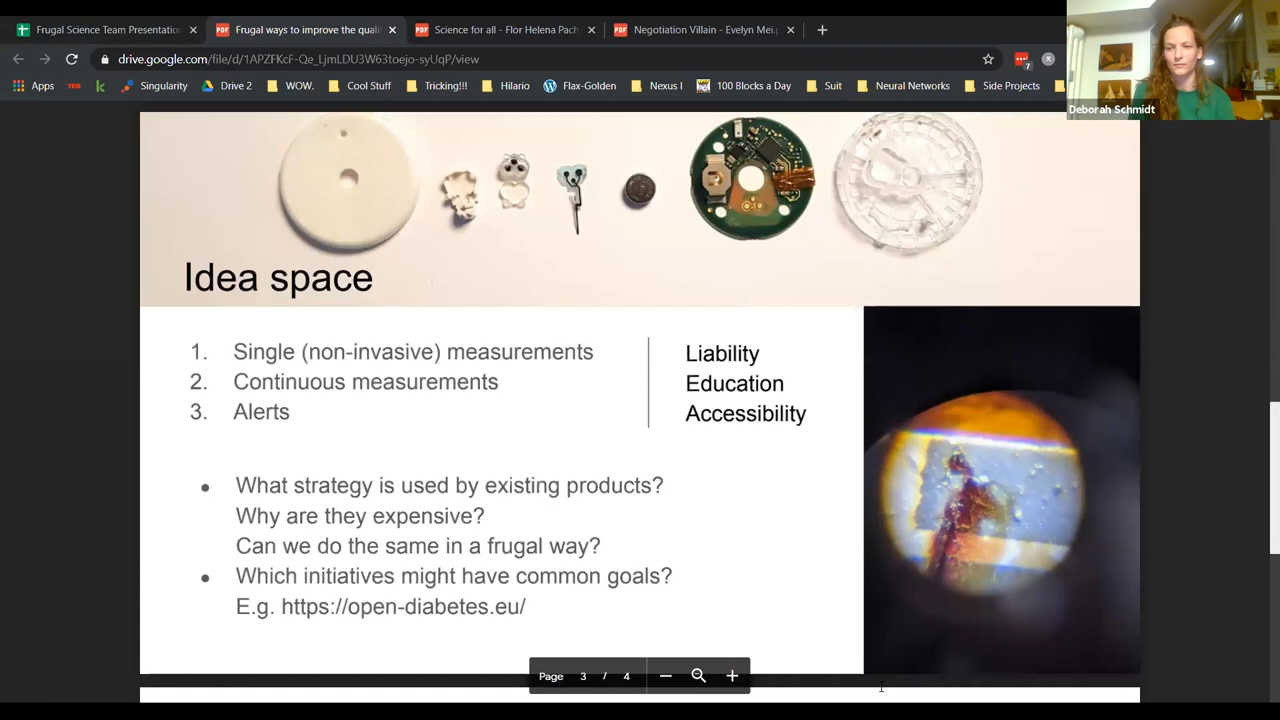 Frugal Science Team Presentation
Frugal ways to improve the quali
Science for all - Flor Helena Pach
Negotiation Villain - Evelyn Mei.p
drive.google.com/file/d/1APZFKcF-Qe_LjmLDU3W63toejo-syUqP/view
7
Apps
TED
k
Singularity
Drive 2
WOW.
Cool Stuff
Tricking!!!
Hilario
Flax-Golden
Nexus I
100 Blocks a Day
Suit
Neural Networks
Side Projects
Deborah Schmidt
Idea space
1. Single (non-invasive) measurements
2. Continuous measurements
3. Alerts
Liability
Education
Accessibility
● What strategy is used by existing products?
Why are they expensive?
Can we do the same in a frugal way?
● Which initiatives might have common goals?
E.g. https://open-diabetes.eu/
Page 3 / 4